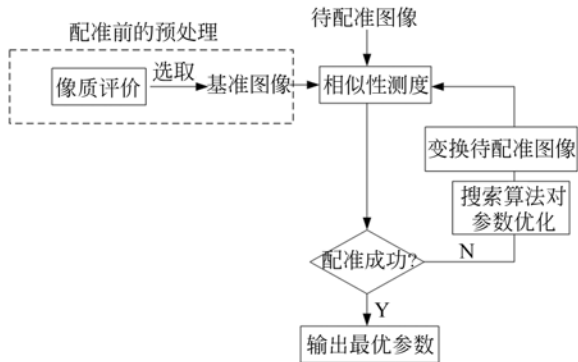 配准前的预处理
待配准图像
像质评价
选取
基准图像
相似性测度
变换待配准图像
搜索算法对
参数优化
配准成功?
N
Y
输出最优参数